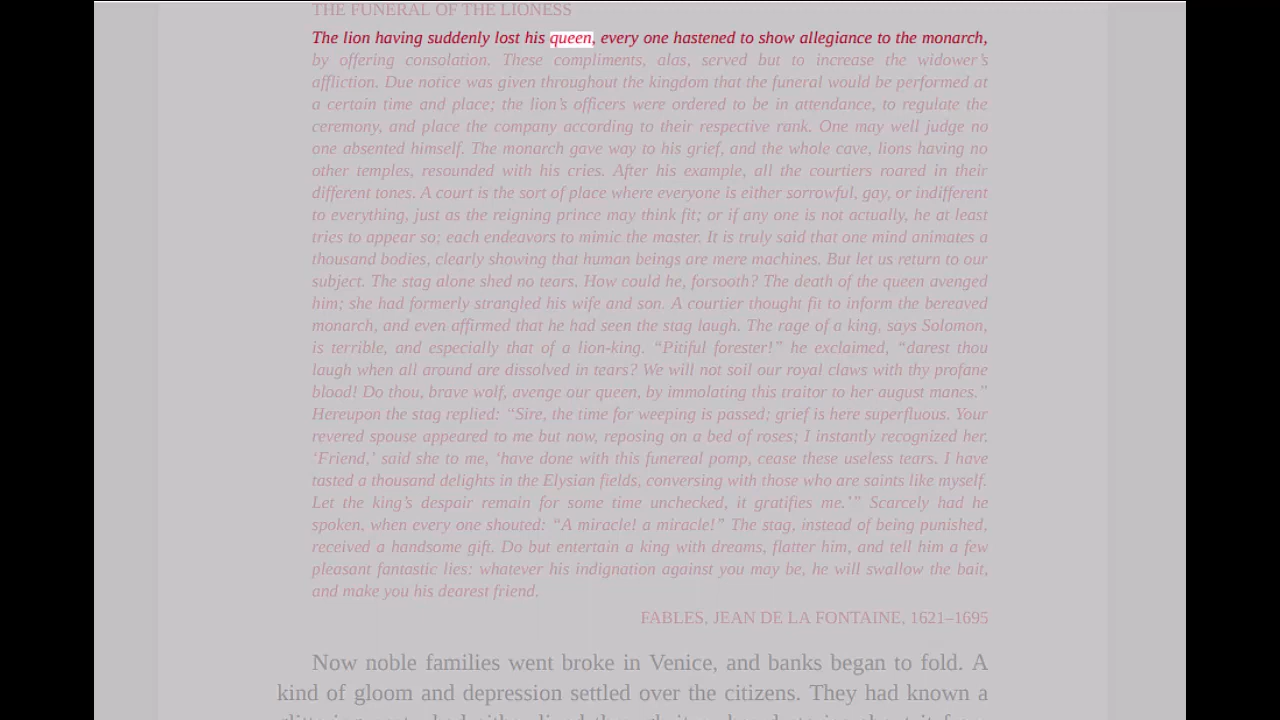 THE FUNERAL OF THE LIONESS
The lion having suddenly lost his queen, every one hastened to show allegiance to the monarch,
by offering consolation. These compliments, alas, served but to increase the widower’s
affliction. Due notice was given throughout the kingdom that the funeral would be performed at
a certain time and place; the lion’s officers were ordered to be in attendance, to regulate the
ceremony, and place the company according to their respective rank. One may well judge no
one absented himself. The monarch gave way to his grief, and the whole cave, lions having no
other temples, resounded with his cries. After his example, all the courtiers roared in their
different tones. A court is the sort of place where everyone is either sorrowful, gay, or indifferent
to everything, just as the reigning prince may think fit; or if any one is not actually, he at least
tries to appear so; each endeavors to mimic the master. It is truly said that one mind animates a
thousand bodies, clearly showing that human beings are mere machines. But let us return to our
subject. The stag alone shed no tears. How could he, forsooth? The death of the queen avenged
him; she had formerly strangled his wife and son. A courtier thought fit to inform the bereaved
monarch, and even affirmed that he had seen the stag laugh. The rage of a king, says Solomon,
is terrible, and especially that of a lion-king. “Pitiful forester!” he exclaimed, “darest thou
laugh when all around are dissolved in tears? We will not soil our royal claws with thy profane
blood! Do thou, brave wolf, avenge our queen, by immolating this traitor to her august manes.”
Hereupon the stag replied: “Sire, the time for weeping is passed; grief is here superfluous. Your
revered spouse appeared to me but now, reposing on a bed of roses; I instantly recognized her.
‘Friend,’ said she to me, ‘have done with this funereal pomp, cease these useless tears. I have
tasted a thousand delights in the Elysian fields, conversing with those who are saints like myself.
Let the king’s despair remain for some time unchecked, it gratifies me.’” Scarcely had he
spoken, when every one shouted: “A miracle! a miracle!” The stag, instead of being punished,
received a handsome gift. Do but entertain a king with dreams, flatter him, and tell him a few
pleasant fantastic lies: whatever his indignation against you may be, he will swallow the bait,
and make you his dearest friend.
FABLES, JEAN DE LA FONTAINE, 1621–1695
Now noble families went broke in Venice, and banks began to fold. A
kind of gloom and depression settled over the citizens. They had known a